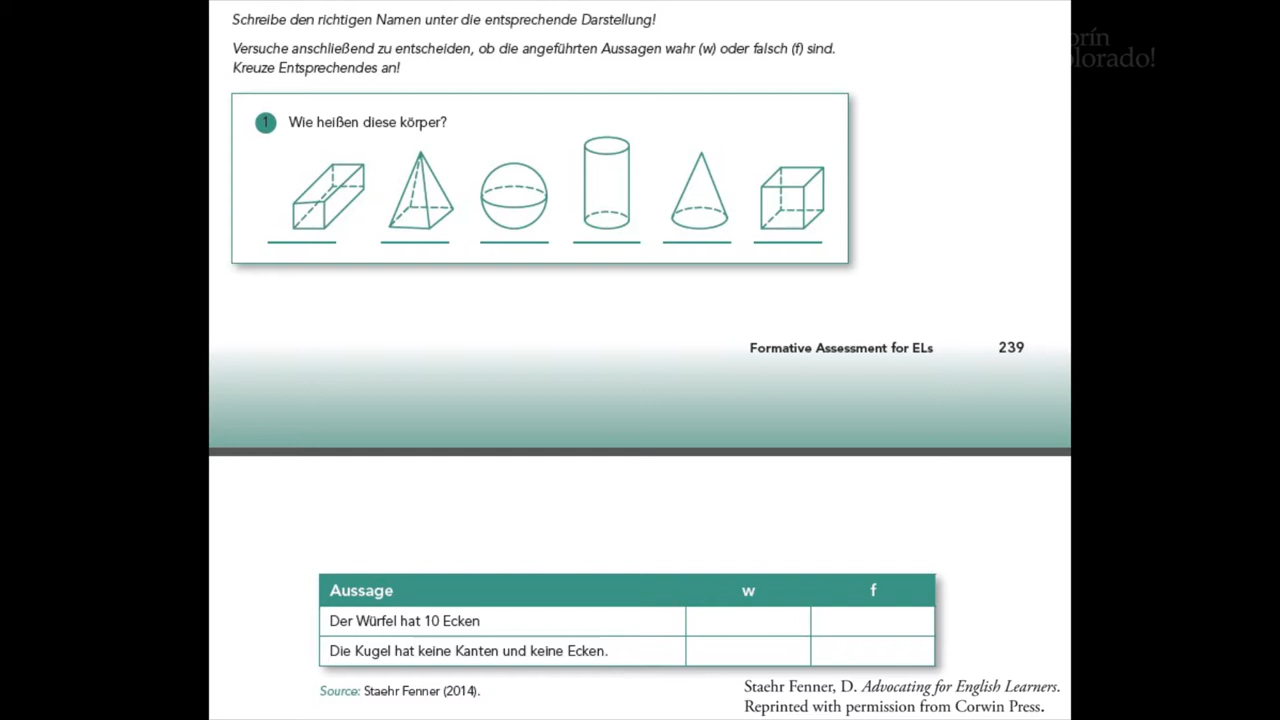 Schreibe den richtigen Namen unter die entsprechende Darstellung!
Versuche anschließend zu entscheiden, ob die angeführten Aussagen wahr (w) oder falsch (f) sind.
Kreuze Entsprechendes an!
1 Wie heißen diese körper?
Formative Assessment for ELs 239
Aussage w f
Der Würfel hat 10 Ecken
Die Kugel hat keine Kanten und keine Ecken.
Source: Staehr Fenner (2014).
Staehr Fenner, D. Advocating for English Learners.
Reprinted with permission from Corwin Press.